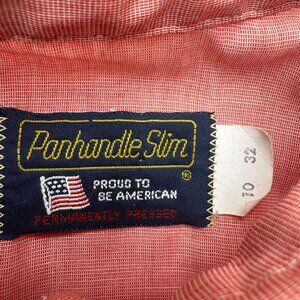 Panhandle Slim
®
PROUD TO
BE AMERICAN
PERMANENTLY PRESSED
10 32